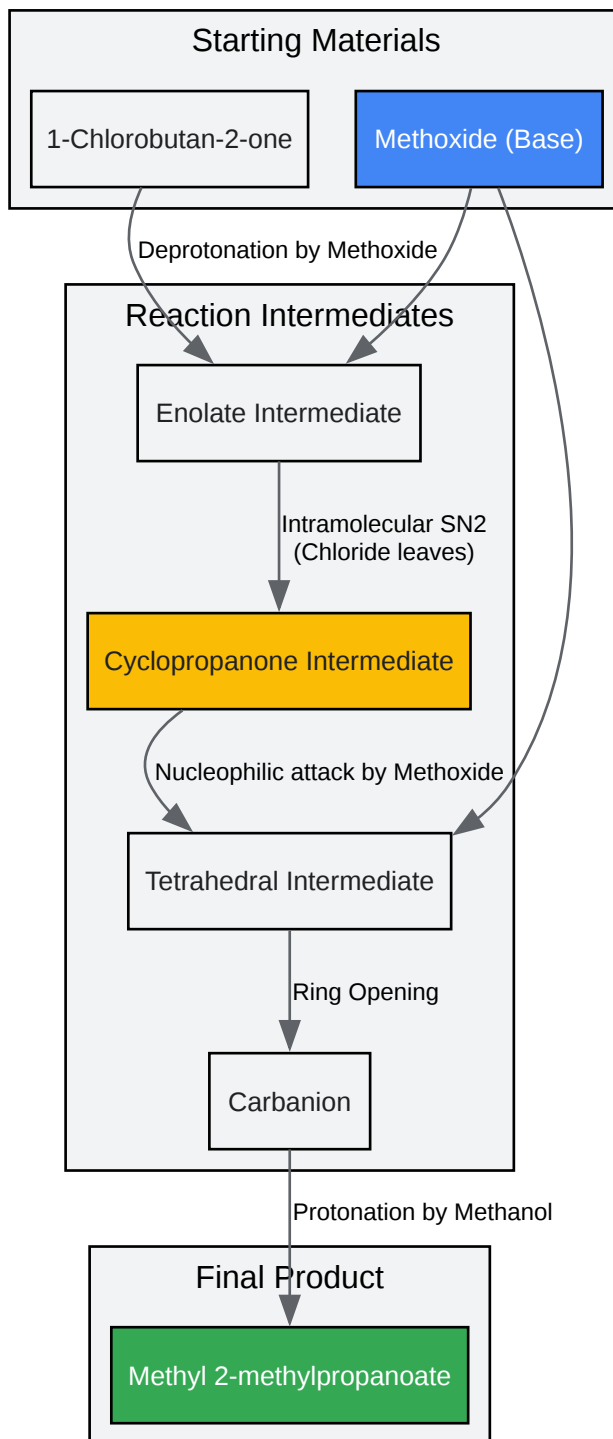 Starting Materials
1-Chlorobutan-2-one
Methoxide (Base)
Deprotonation by Methoxide
Reaction Intermediates
Enolate Intermediate
Intramolecular SN2
(Chloride leaves)
Cyclopropanone Intermediate
Nucleophilic attack by Methoxide
Tetrahedral Intermediate
Ring Opening
Carbanion
Protonation by Methanol
Final Product
Methyl 2-methylpropanoate